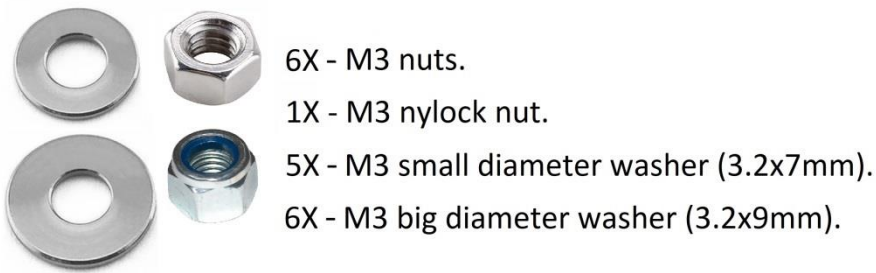 6X - M3 nuts.
1X - M3 nylock nut.
5X - M3 small diameter washer (3.2x7mm).
6X - M3 big diameter washer (3.2x9mm).